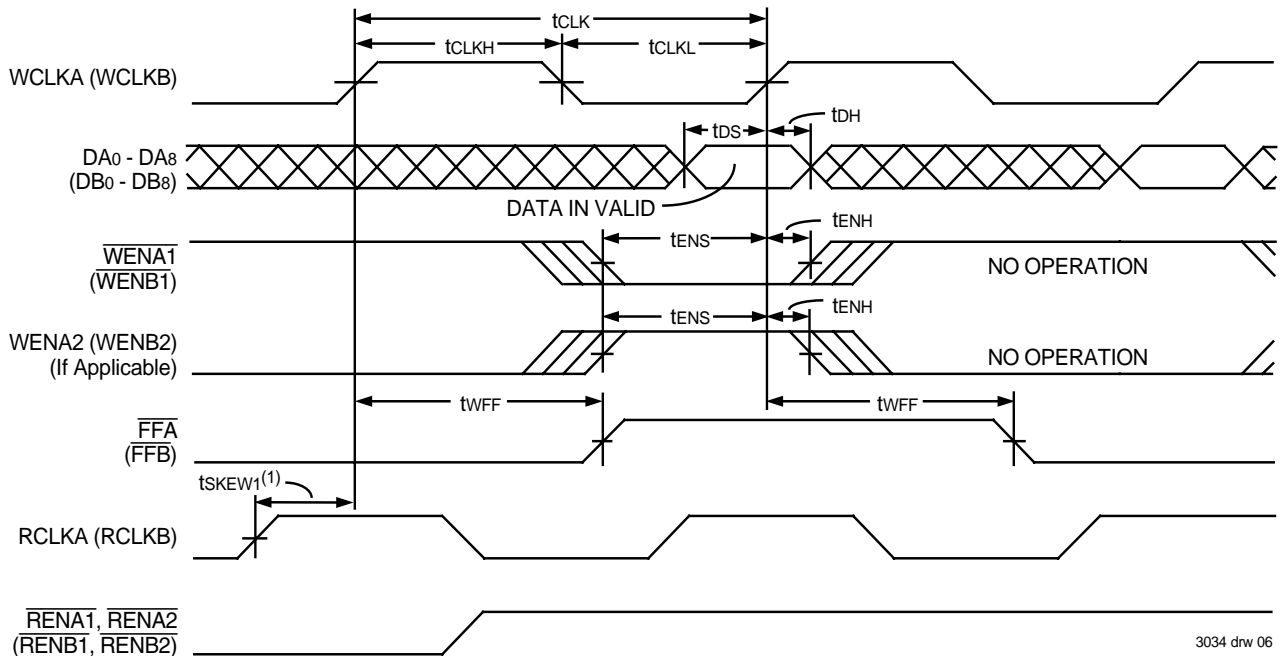 tCLK
tCLKH
tCLKL
WCLKA (WCLKB)
tDH
tDS
DA0 - DA8
(DB0 - DB8)
DATA IN VALID
tENH
tENS
WENA1
(WENB1)
NO OPERATION
tENH
tENS
WENA2 (WENB2)
(If Applicable)
NO OPERATION
tWFF
tWFF
FFA
(FFB)
tSKEW1(1)
RCLKA (RCLKB)
RENA1, RENA2
(RENB1, RENB2)
3034 drw 06